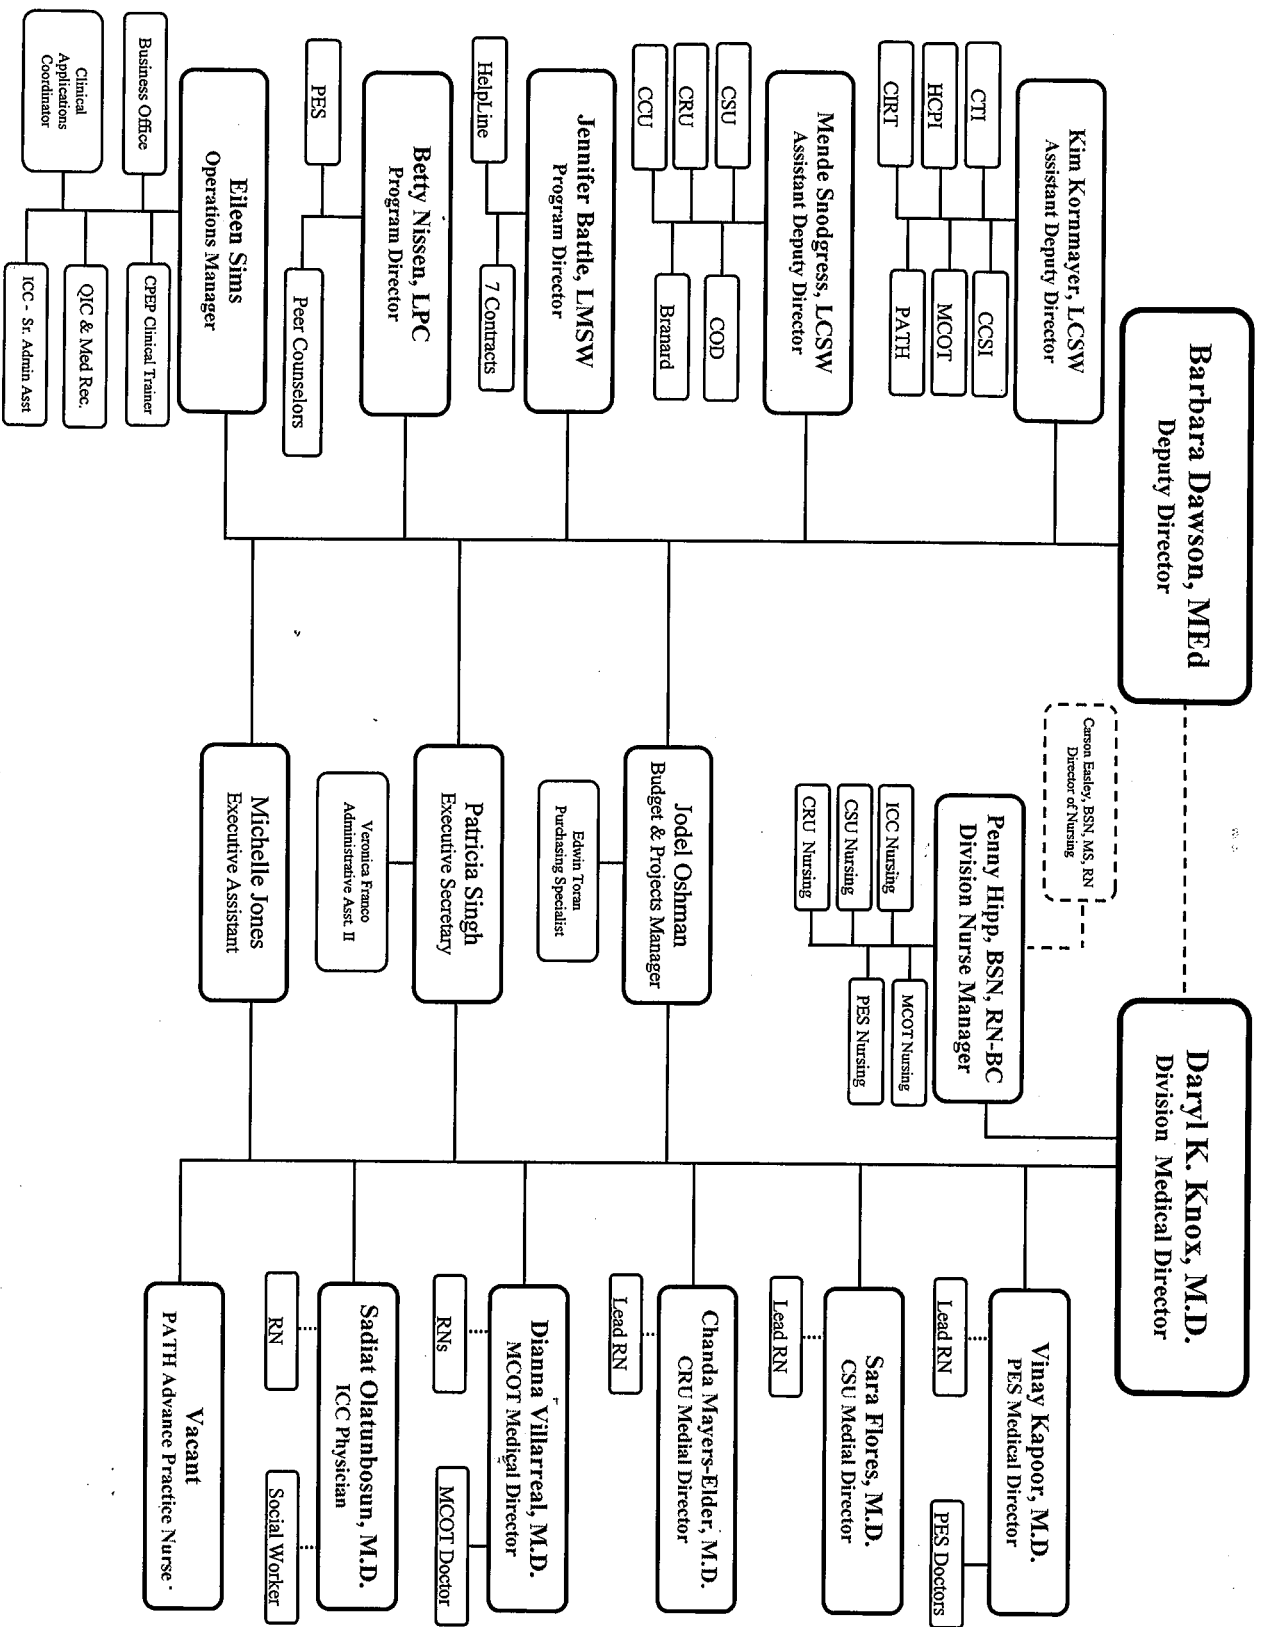 Barbara Dawson, MEd
Deputy Director
Daryl K. Knox, M.D.
Division Medical Director
Carson Easley, BSN, MS, RN
Director of Nursing
Kim Kornmayer, LCSW
Assistant Deputy Director
CTI
HCPI
CIRT
CCSI
MCOT
PATH
Penny Hipp, BSN, RN-BC
Division Nurse Manager
ICC Nursing
CSU Nursing
CRU Nursing
MCOT Nursing
PES Nursing
Vinay Kapoor, M.D.
PES Medical Director
Lead RN
PES Doctors
Mende Snodgress, LCSW
Assistant Deputy Director
CSU
CRU
CCU
COD
Branard
Sara Flores, M.D.
CSU Medial Director
Lead RN
Jennifer Battle, LMSW
Program Director
HelpLine
7 Contracts
Jodel Oshman
Budget & Projects Manager
Edwin Toran
Purchasing Specialist
Chanda Mayers-Elder, M.D.
CRU Medial Director
Lead RN
Betty Nissen, LPC
Program Director
PES
Peer Counselors
Patricia Singh
Executive Secretary
Veronica Franco
Administrative Asst. II
Dianna Villarreal, M.D.
MCOT Medical Director
RNs
MCOT Doctor
Eileen Sims
Operations Manager
Business Office
Clinical
Applications
Coordinator
CPEP Clinical Trainer
QIC & Med Rec.
ICC - Sr. Admin Asst
Michelle Jones
Executive Assistant
Sadiat Olatunbosun, M.D.
ICC Physician
RN
Social Worker
Vacant
PATH Advance Practice Nurse